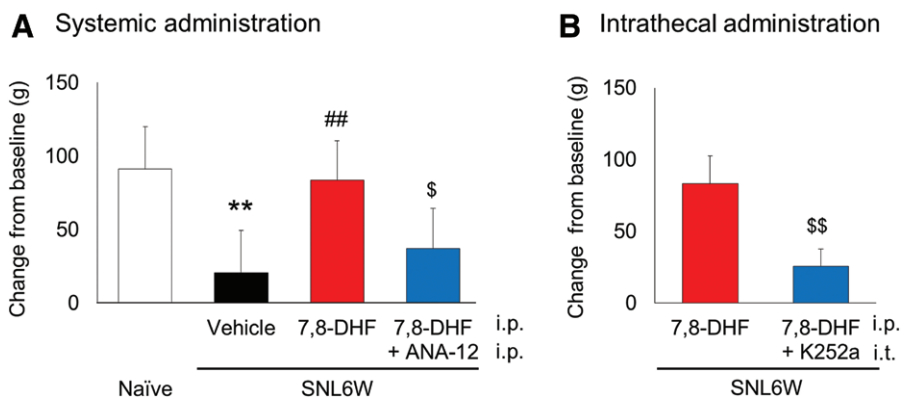 A Systemic administration
Change from baseline (g)
150
100
50
0
**
##
$
Vehicle 7,8-DHF 7,8-DHF i.p.
+ ANA-12 i.p.
Naïve SNL6W
B Intrathecal administration
Change from baseline (g)
150
100
50
0
$$
7,8-DHF 7,8-DHF i.p.
+ K252a i.t.
SNL6W